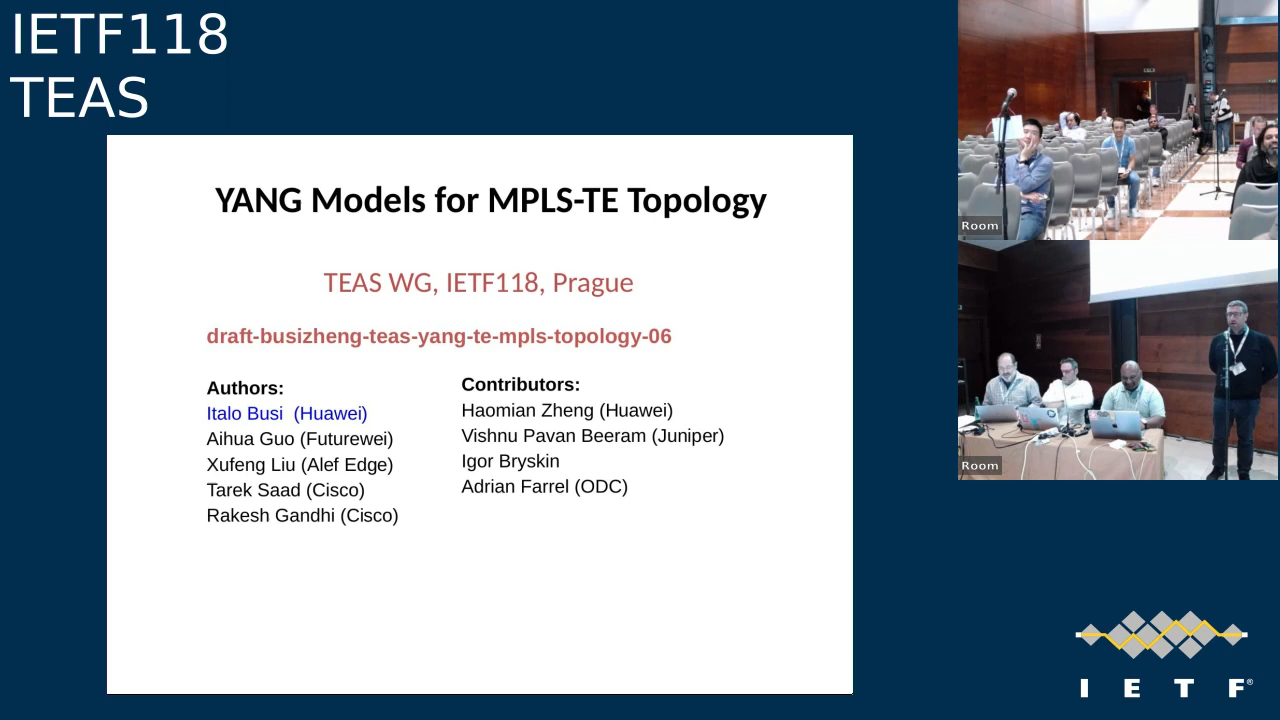 IETF118
TEAS
YANG Models for MPLS-TE Topology
TEAS WG, IETF118, Prague
draft-busizheng-teas-yang-te-mpls-topology-06
Authors:
Italo Busi (Huawei)
Aihua Guo (Futurewei)
Xufeng Liu (Alef Edge)
Tarek Saad (Cisco)
Rakesh Gandhi (Cisco)
Contributors:
Haomian Zheng (Huawei)
Vishnu Pavan Beeram (Juniper)
Igor Bryskin
Adrian Farrel (ODC)
Room
Room
I E T F®